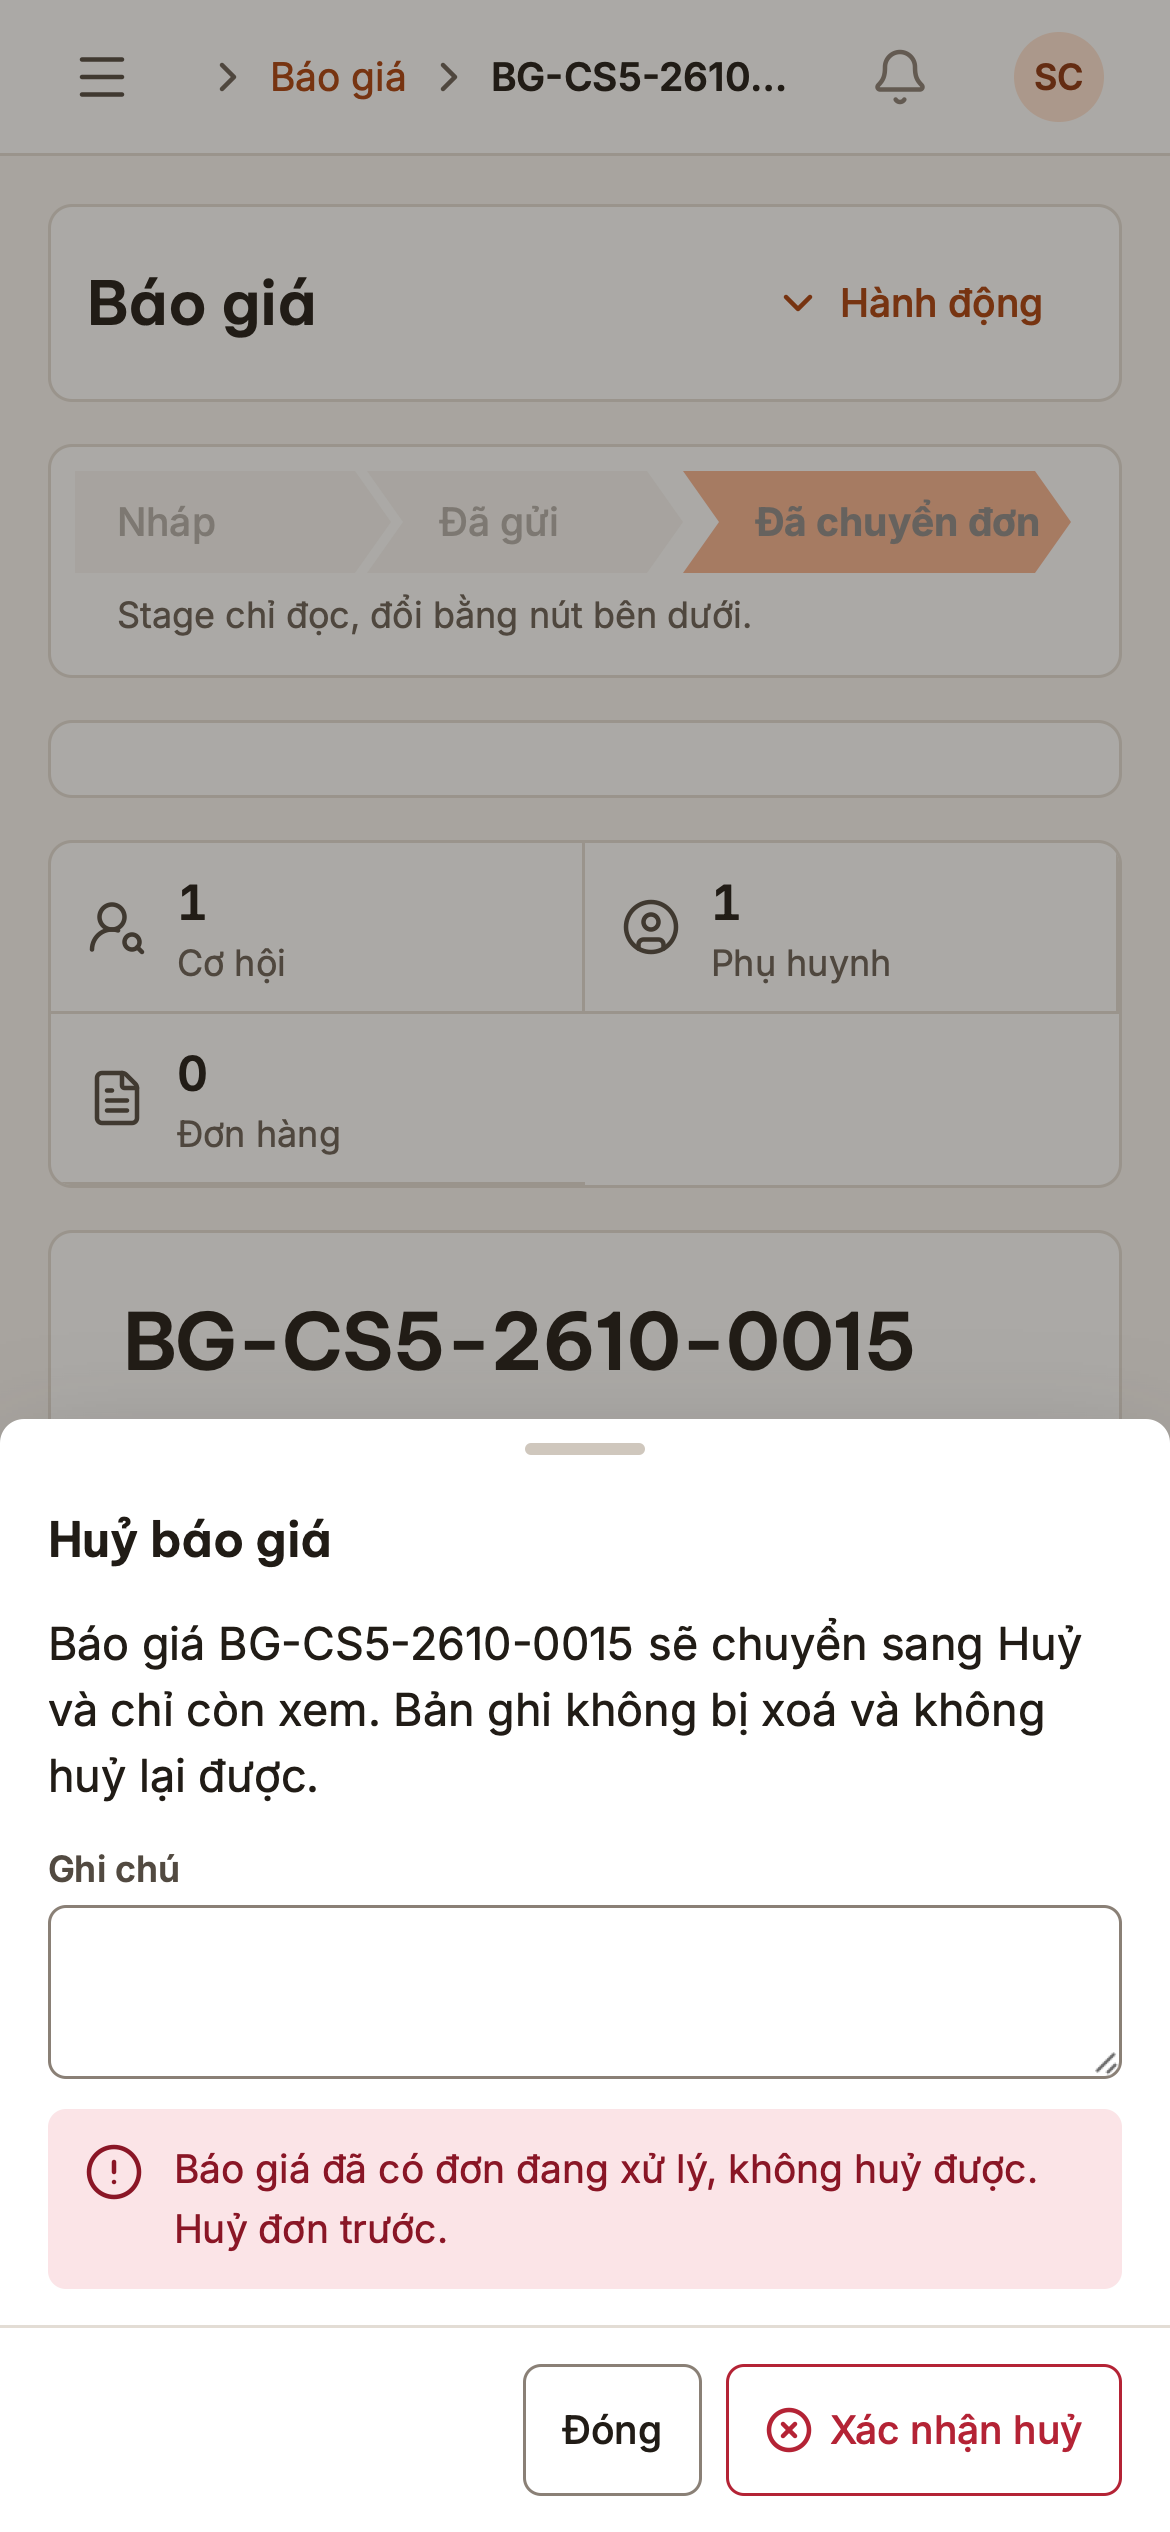 Báo giá
BG-CS5-2610...
SC
Báo giá
Hành động
Nháp
Đã gửi
Đã chuyển đơn
Stage chỉ đọc, đổi bằng nút bên dưới.
1
Cơ hội
1
Phụ huynh
0
Đơn hàng
BG-CS5-2610-0015
Huỷ báo giá
Báo giá BG-CS5-2610-0015 sẽ chuyển sang Huỷ
và chỉ còn xem. Bản ghi không bị xoá và không
huỷ lại được.
Ghi chú
Báo giá đã có đơn đang xử lý, không huỷ được.
Huỷ đơn trước.
Đóng
Xác nhận huỷ